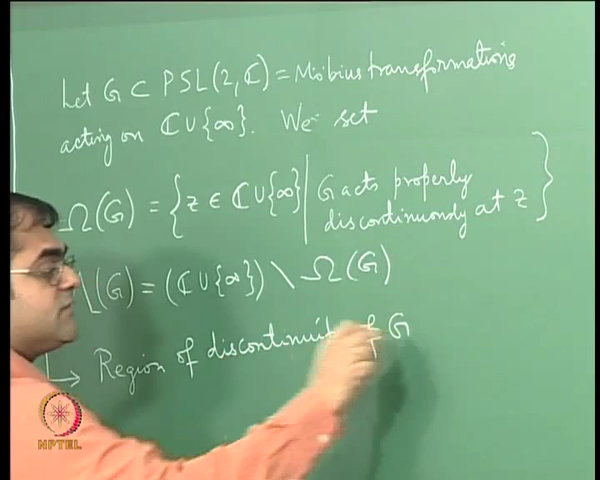 Let G ⊂ PSL(2, ℂ) = Möbius transformations
acting on ℂ ∪ {∞}. We set
Ω(G) = { z ∈ ℂ ∪ {∞} | G acts properly discontinuously at z }
(G) = (ℂ ∪ {∞}) \ Ω(G)
↳ Region of discontinuity of G
NPTEL